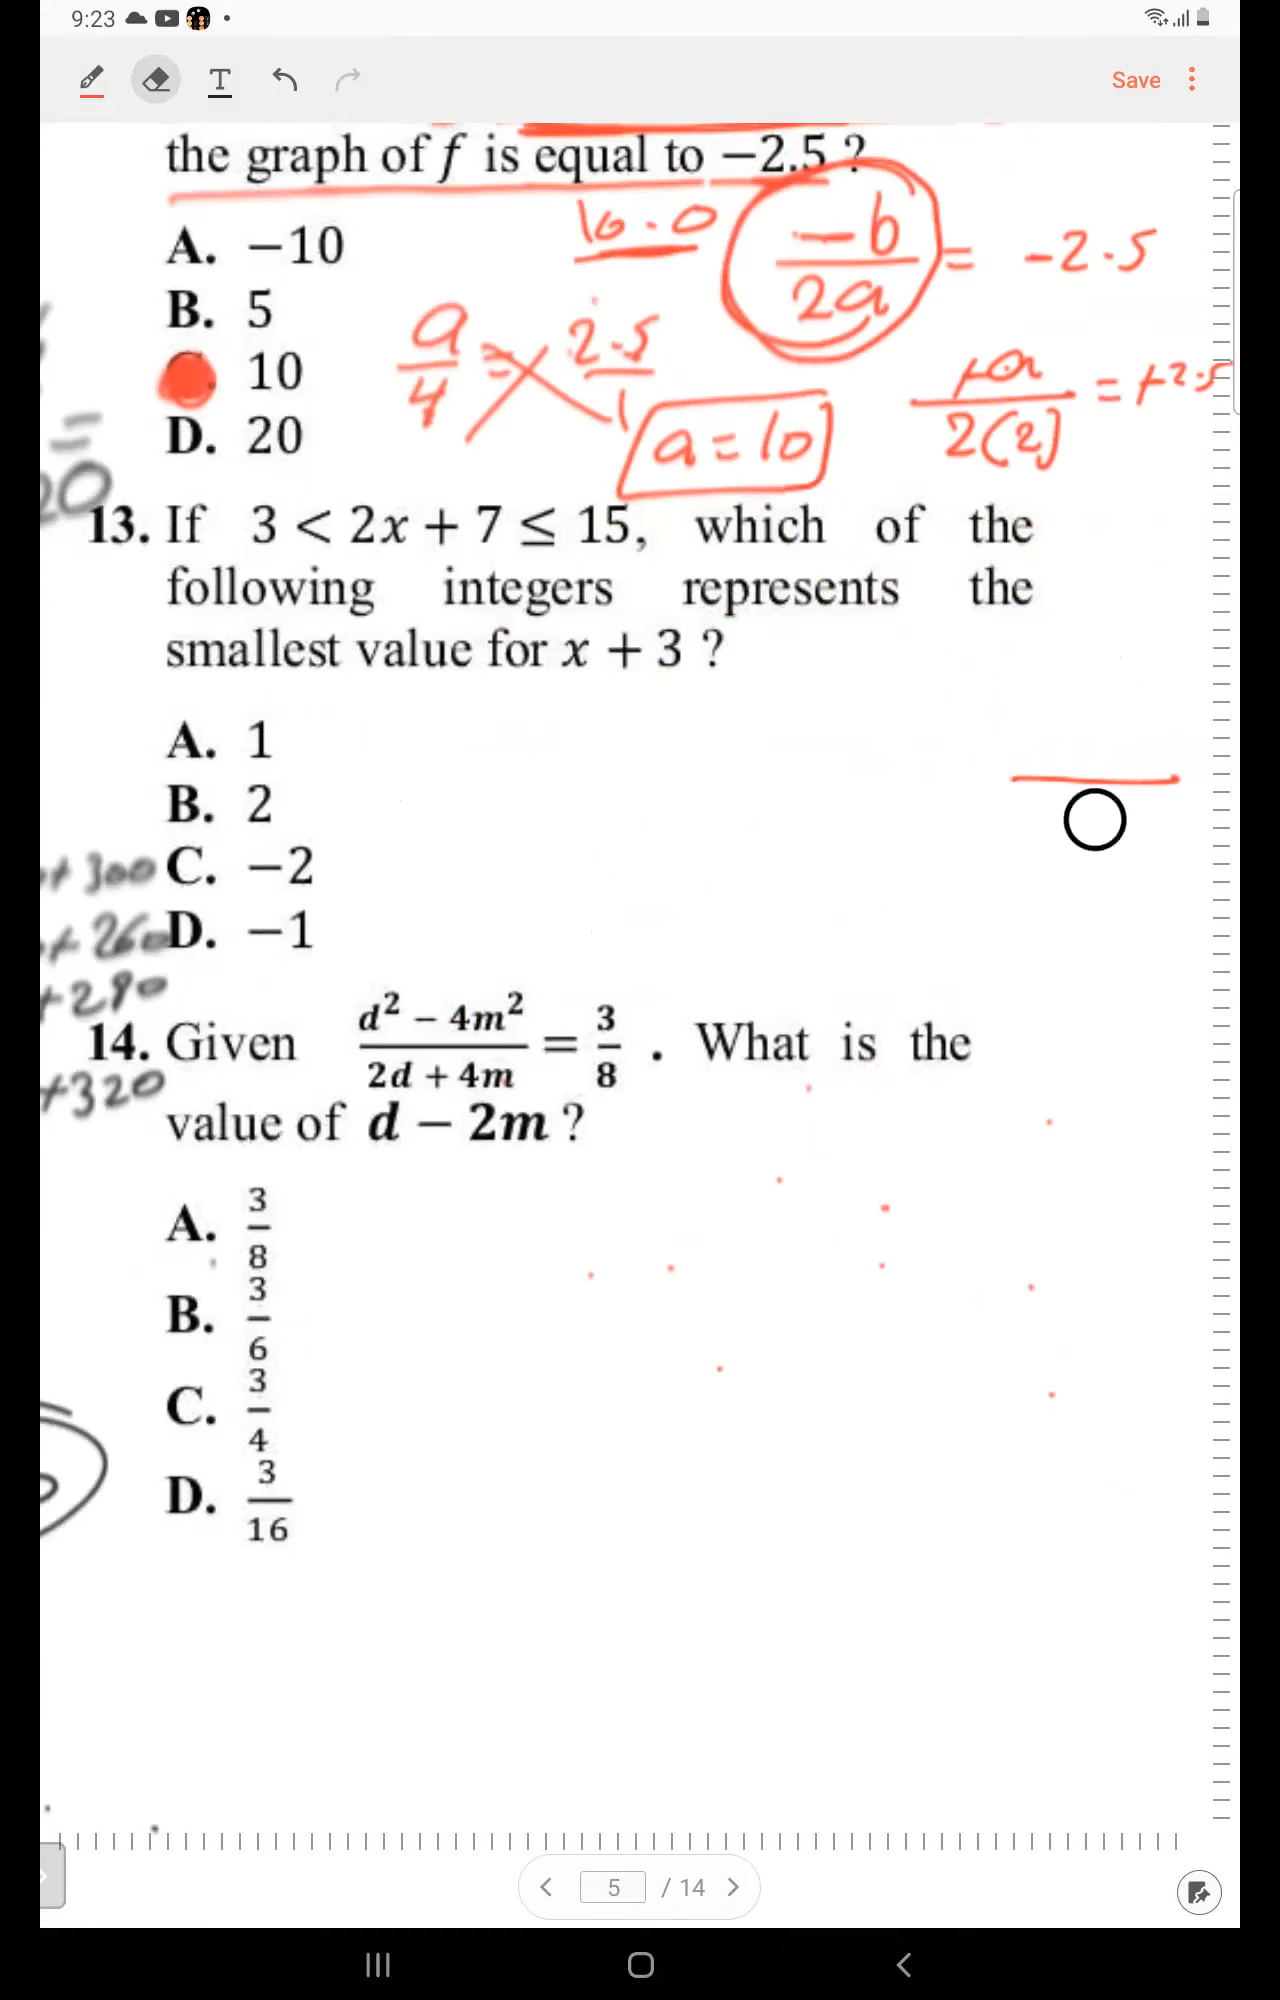 9:23
T
Save
the graph of f is equal to −2.5 ?
10.0
-b/2a = -2.5
A. −10
B. 5
a/4 = 2.5/1
10
+a/2(2) = +2.5
D. 20
a = 10
=
20
13. If 3 < 2x + 7 ≤ 15, which of the
following integers represents the
smallest value for x + 3 ?
A. 1
B. 2
+ 300
C. −2
+ 260
D. −1
+290
14. Given d² − 4m²/2d + 4m = 3/8 . What is the
+320
value of d − 2m ?
A. 3/8
B. 3/6
C. 3/4
D. 3/16
5 / 14